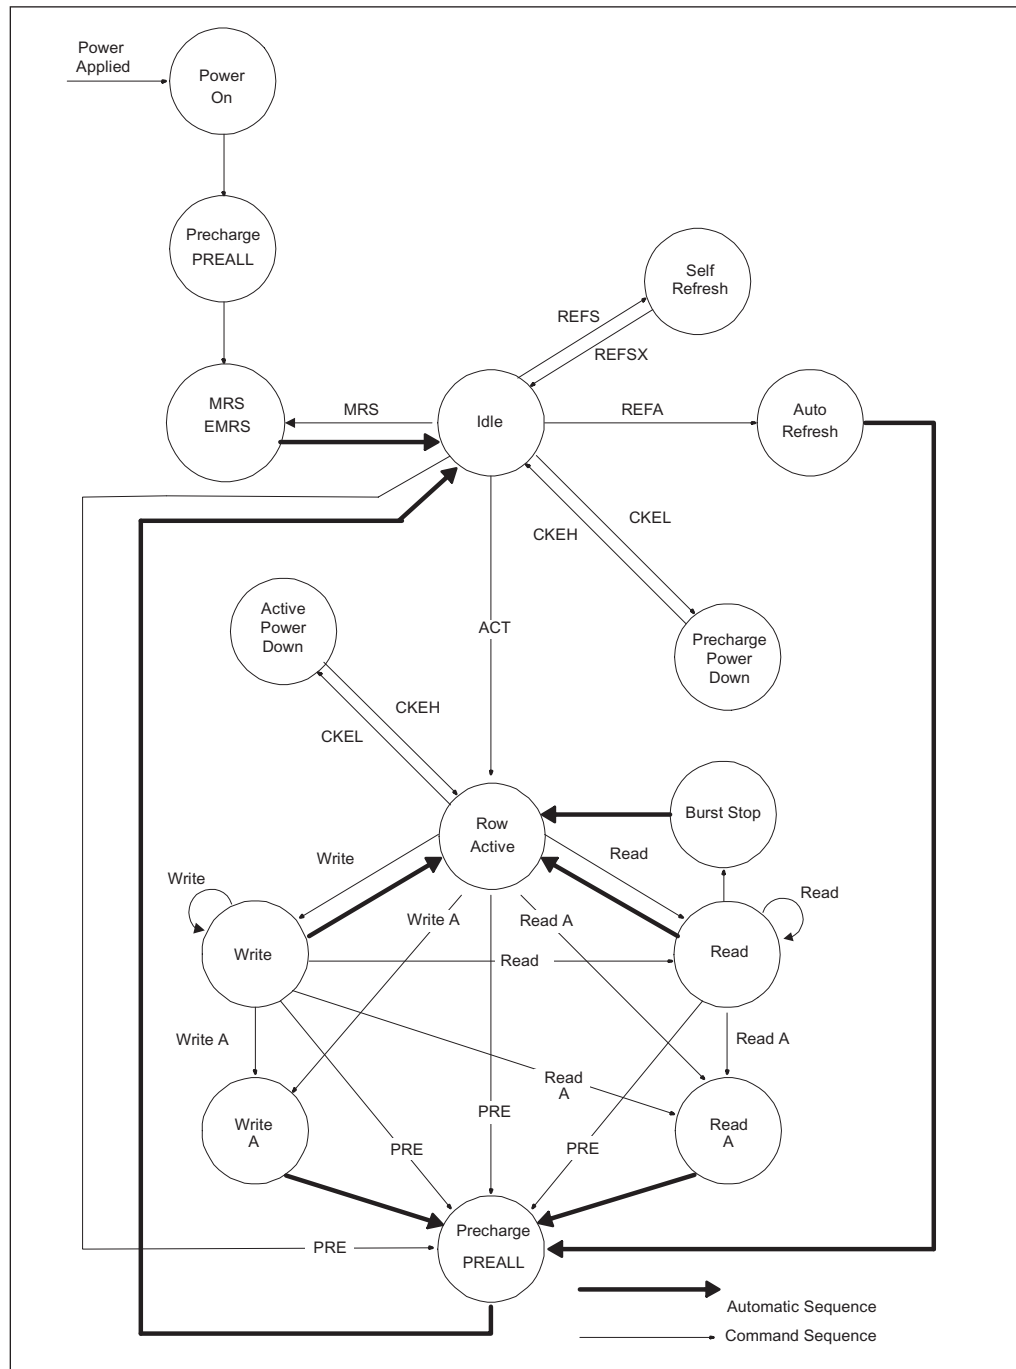 Power
Applied
Power
On
Precharge
PREALL
Self
Refresh
REFS
REFSX
MRS
EMRS
MRS
Idle
REFA
Auto
Refresh
CKEL
CKEH
Active
Power
Down
ACT
Precharge
Power
Down
CKEH
CKEL
Burst Stop
Row
Active
Write
Read
Write
Read
Write A
Read A
Write
Read
Read
Write A
Read A
Read
A
Write
A
PRE
Read
A
PRE
PRE
Precharge
PREALL
PRE
Automatic Sequence
Command Sequence